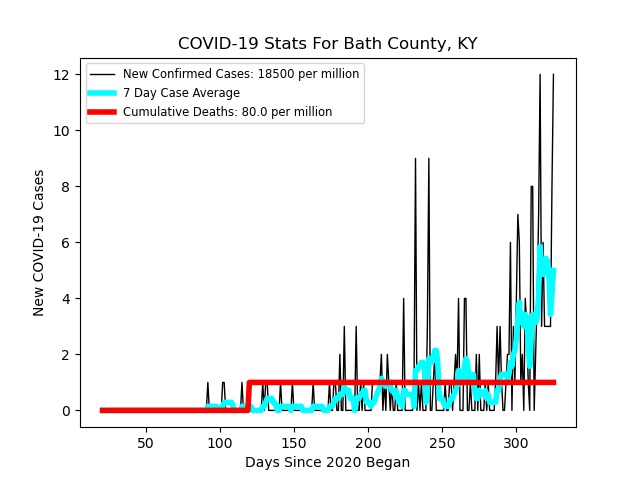 COVID-19 Stats For Bath County, KY
New Confirmed Cases: 18500 per million
7 Day Case Average
Cumulative Deaths: 80.0 per million
12
10
8
6
4
2
0
New COVID-19 Cases
50 100 150 200 250 300
Days Since 2020 Began